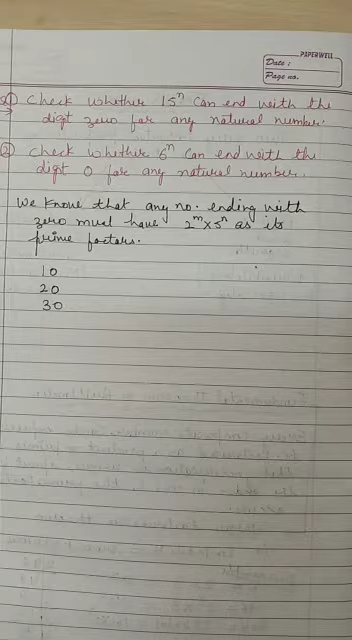 PAPERWELL
Date :
Page no.
Q1 Check whether 15ⁿ can end with the
digit zero for any natural number.
② Check whether 6ⁿ can end with the
digit 0 for any natural number.
We know that any no. ending with
zero must have 2ᵐ×5ⁿ as its
prime factors.
10
20
30